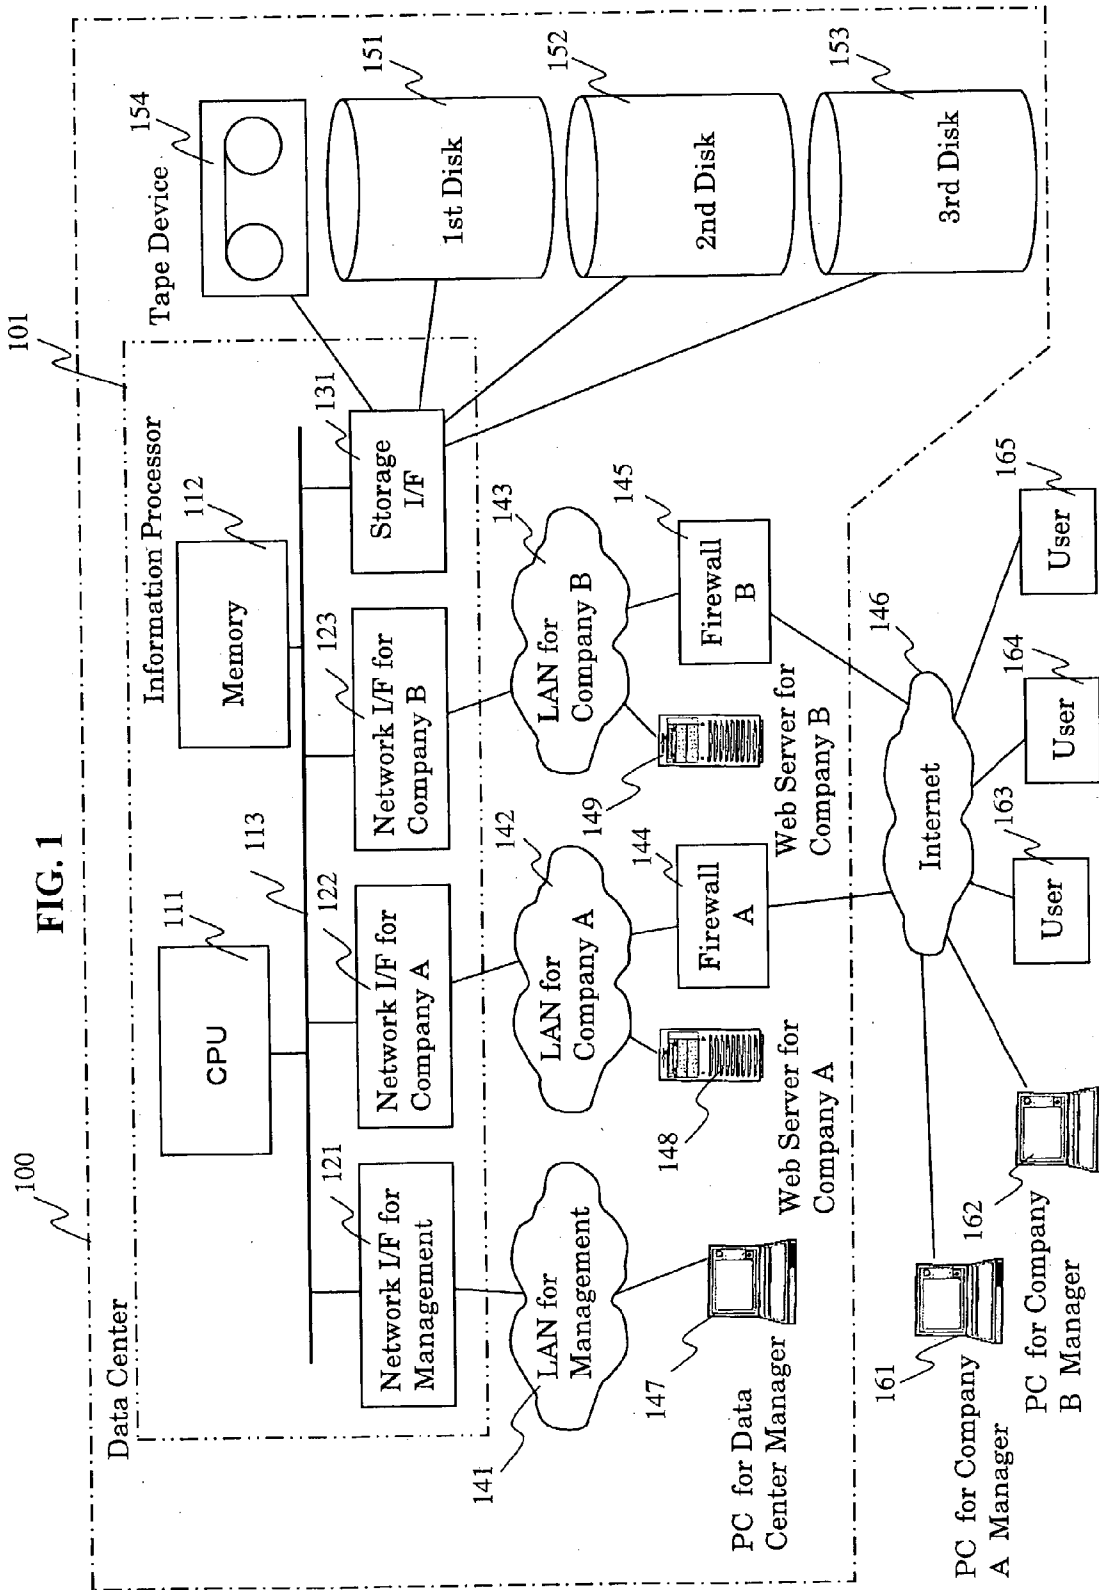 FIG. 1
100
101
Data Center
Information Processor
Tape Device
154
111
CPU
112
Memory
113
121
Network I/F for
Management
122
Network I/F for
Company A
123
Network I/F for
Company B
131
Storage
I/F
151
1st Disk
152
2nd Disk
153
3rd Disk
141
LAN for
Management
142
LAN for
Company A
143
LAN for
Company B
147
PC for Data
Center Manager
148
Web Server for
Company A
144
Firewall
A
149
Web Server for
Company B
145
Firewall
B
146
Internet
161
PC for Company
A Manager
162
PC for Company
B Manager
163
User
164
User
165
User